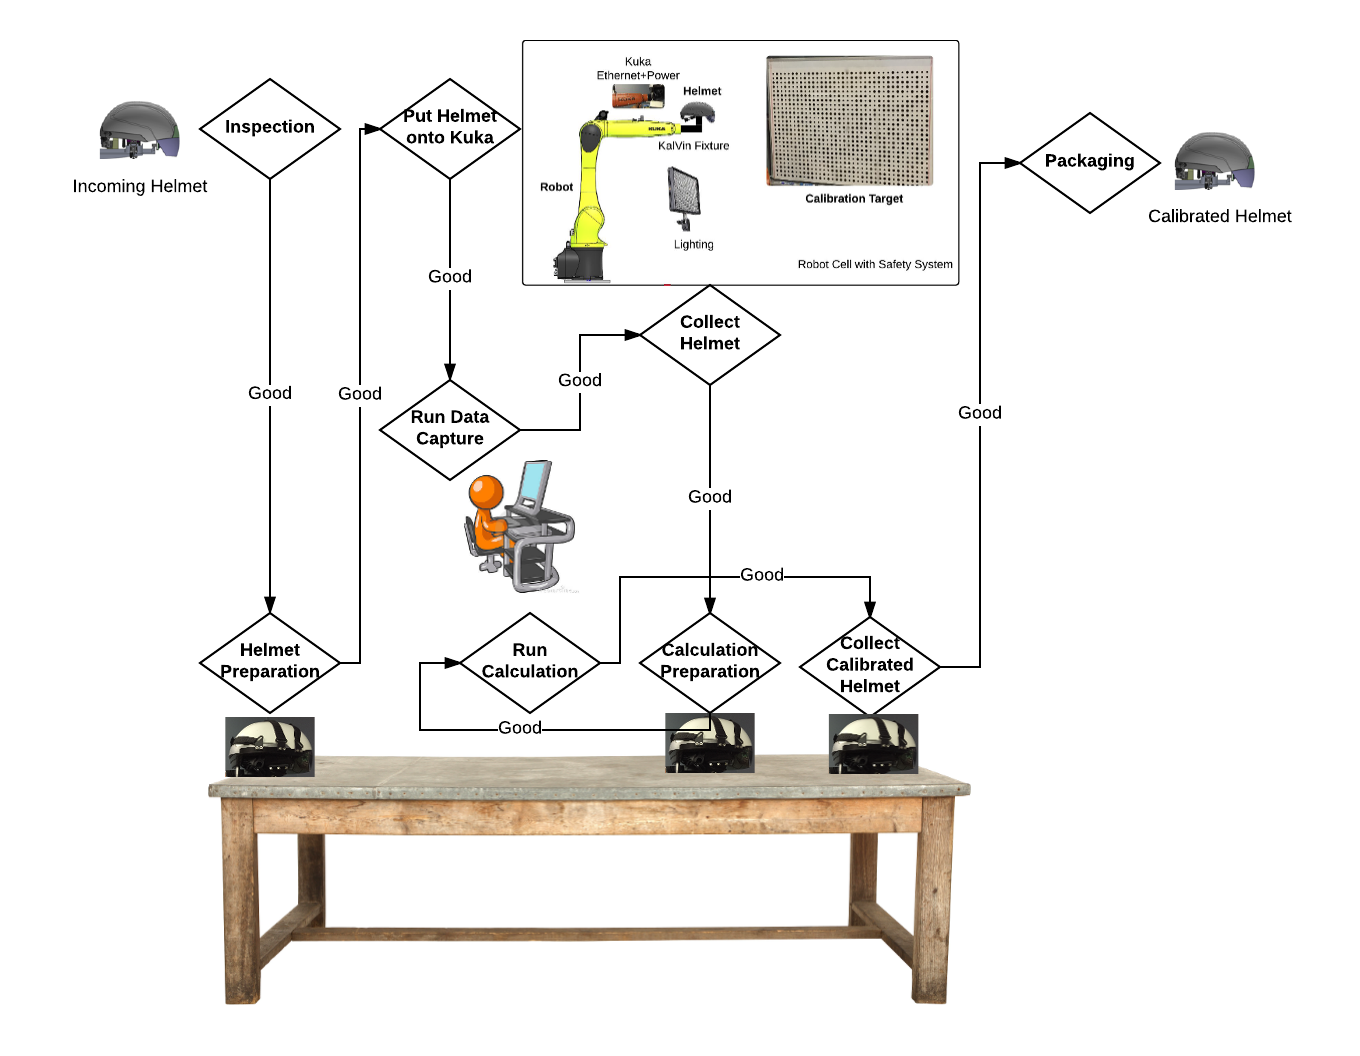 Kuka
Ethernet+Power
Helmet
KUKA
KalVin Fixture
Robot
Lighting
Calibration Target
Robot Cell with Safety System
Incoming Helmet
Inspection
Put Helmet
onto Kuka
Packaging
Calibrated Helmet
Good
Collect
Helmet
Good
Good
Good
Good
Run Data
Capture
Good
Good
Helmet
Preparation
Run
Calculation
Calculation
Preparation
Collect
Calibrated
Helmet
Good
Good